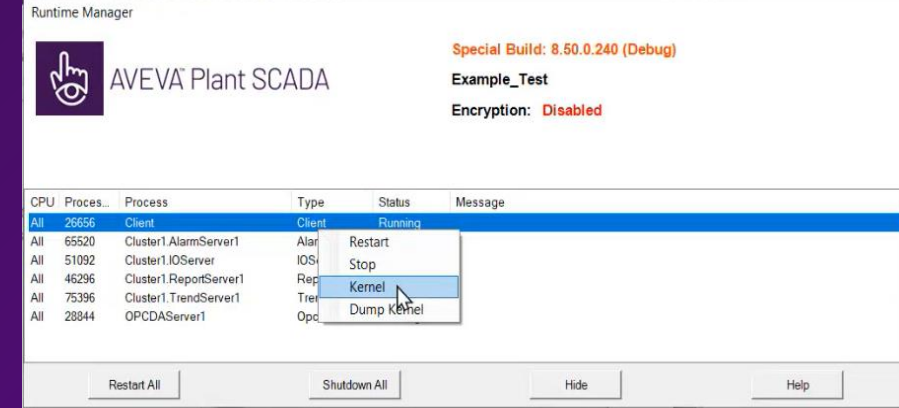 Runtime Manager
AVEVA™ Plant SCADA
Special Build: 8.50.0.240 (Debug)
Example_Test
Encryption: Disabled
CPU Proces... Process Type Status Message
All 26656 Client Client Running
All 65520 Cluster1.AlarmServer1 Alar
All 51092 Cluster1.IOServer IOS
All 46296 Cluster1.ReportServer1 Rep
All 75396 Cluster1.TrendServer1 Tre
All 28844 OPCDAServer1 Opc
Restart
Stop
Kernel
Dump Kernel
Restart All Shutdown All Hide Help